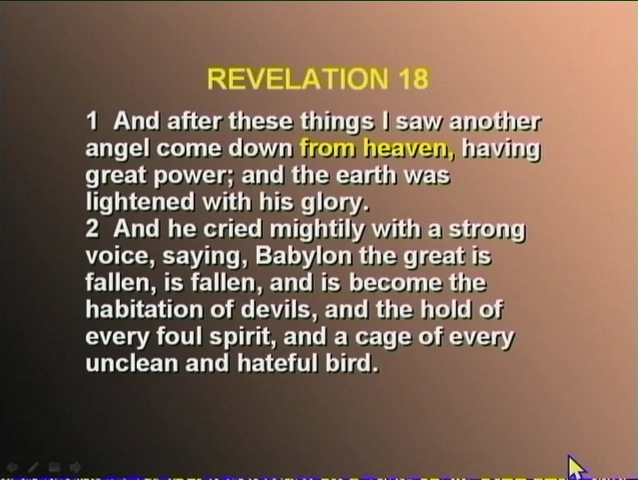 REVELATION 18
1 And after these things I saw another
angel come down from heaven, having
great power; and the earth was
lightened with his glory.
2 And he cried mightily with a strong
voice, saying, Babylon the great is
fallen, is fallen, and is become the
habitation of devils, and the hold of
every foul spirit, and a cage of every
unclean and hateful bird.